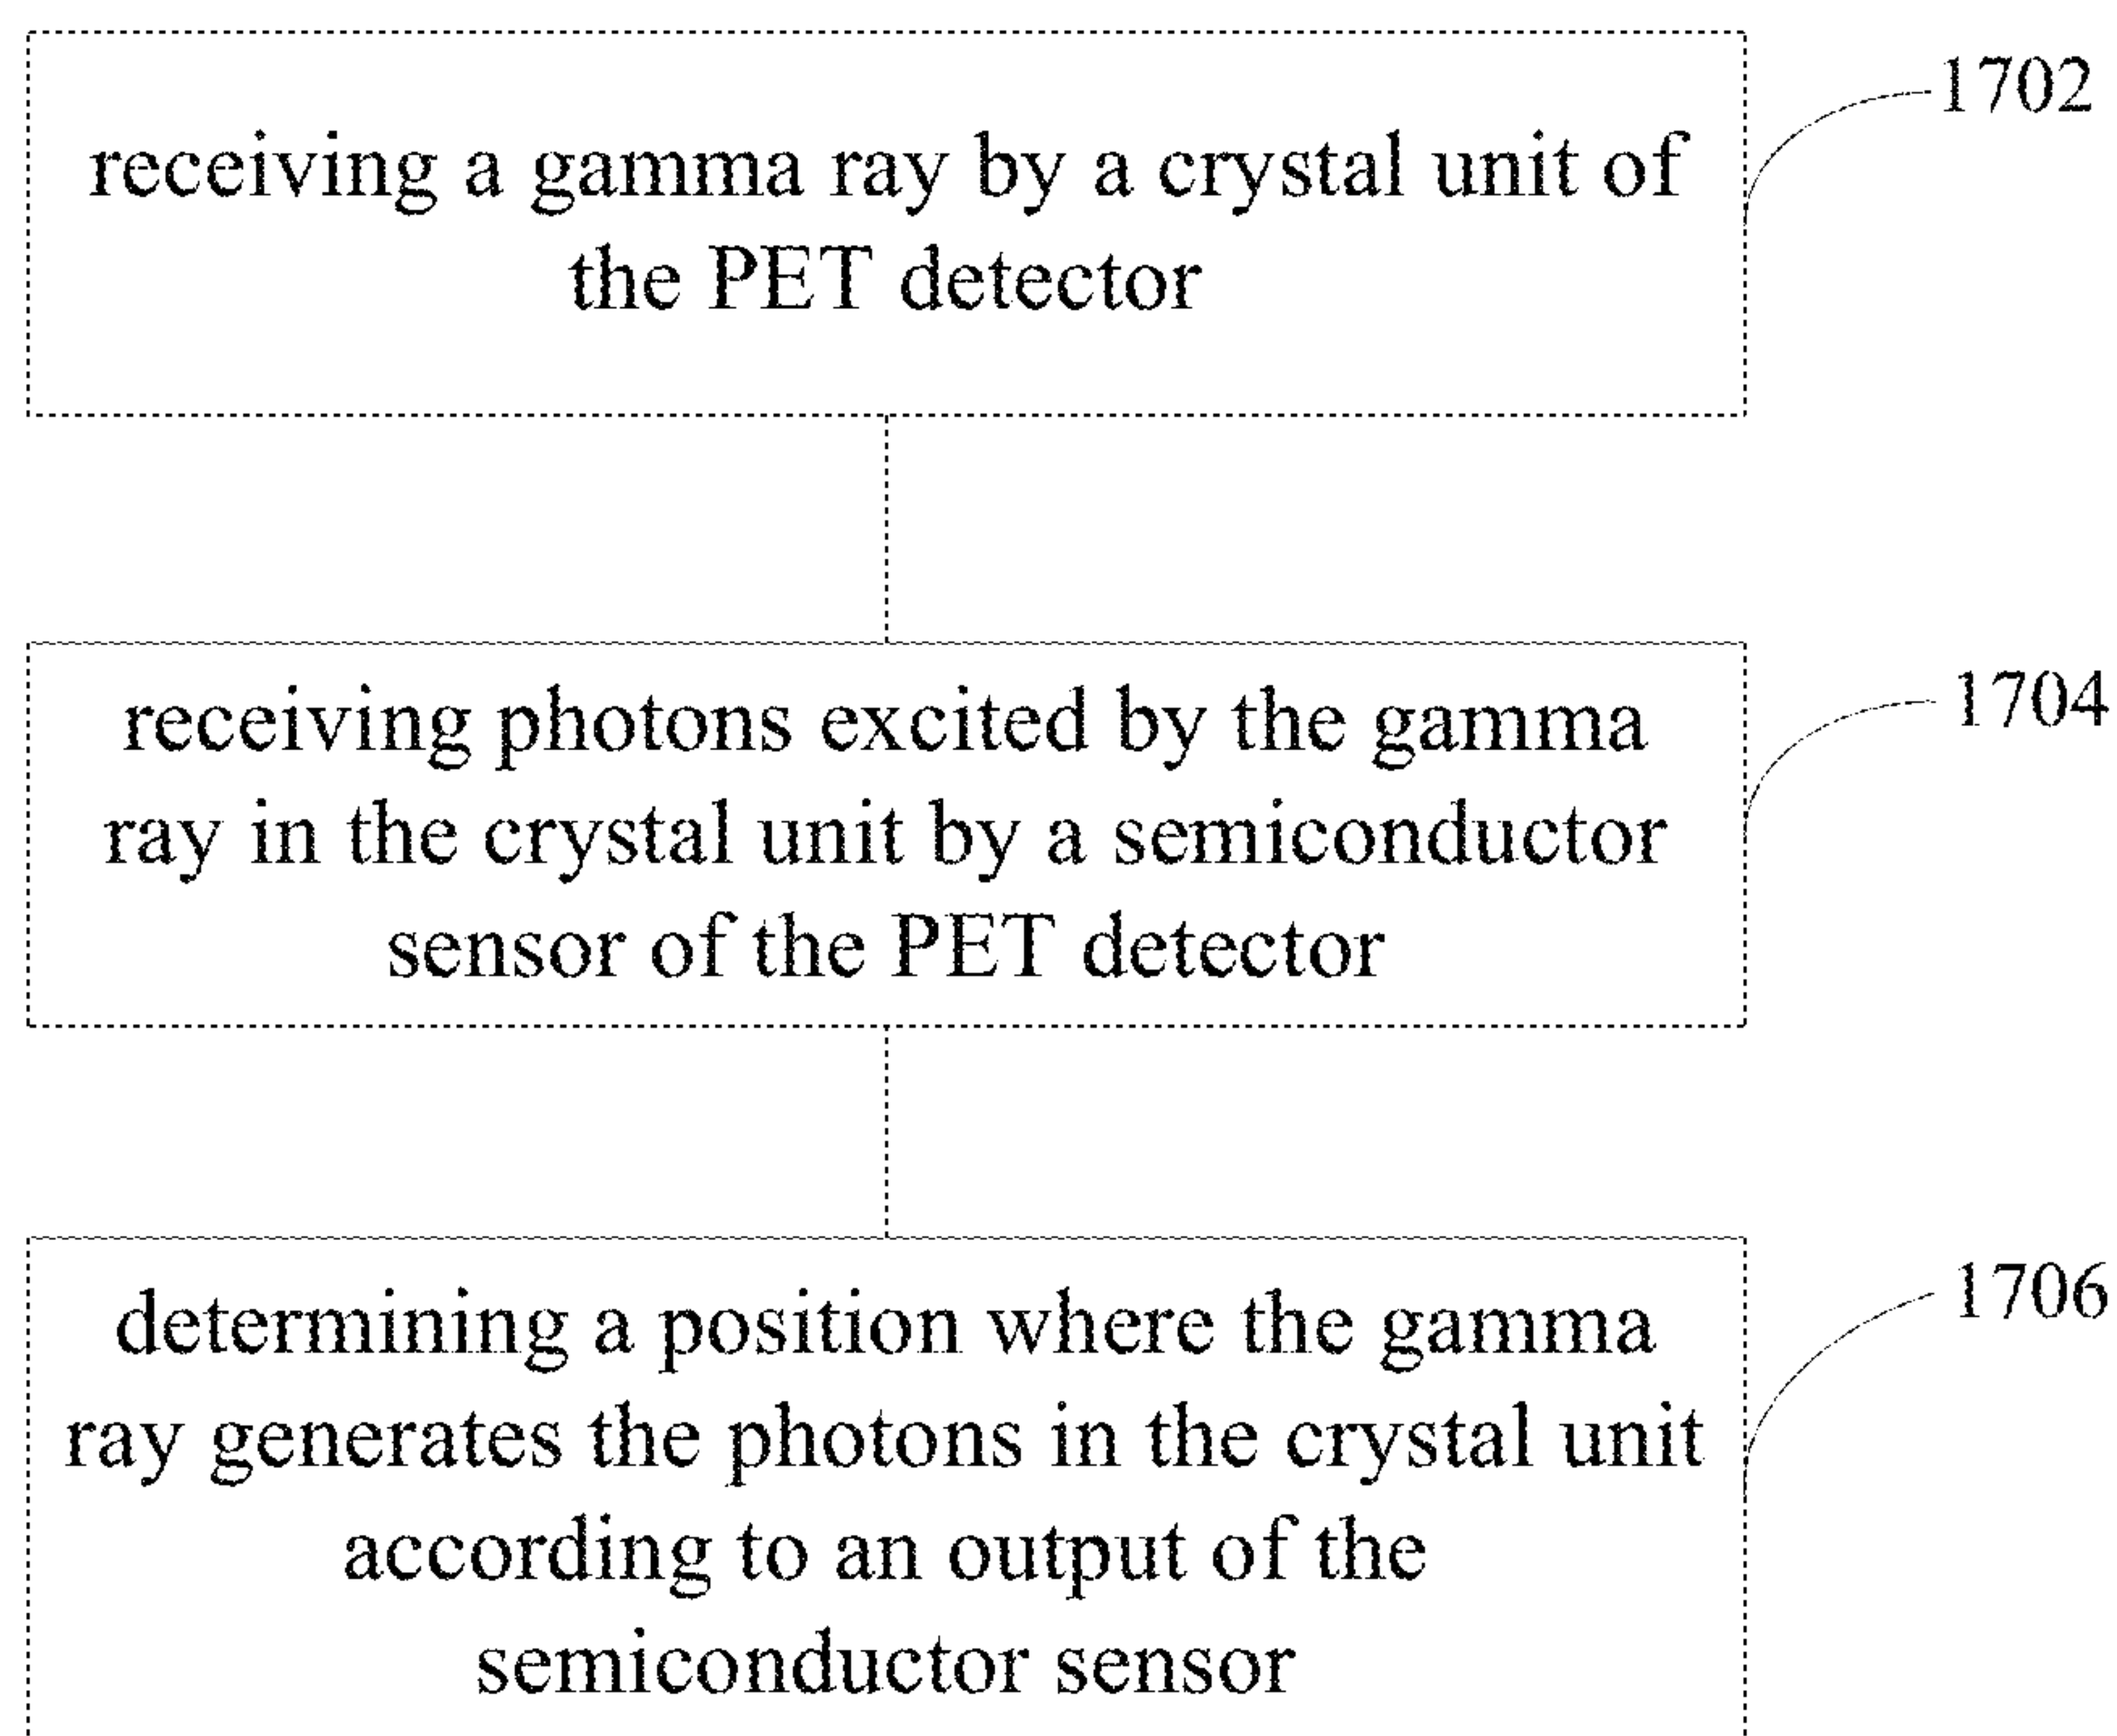 1702
receiving a gamma ray by a crystal unit of
the PET detector
1704
receiving photons excited by the gamma
ray in the crystal unit by a semiconductor
sensor of the PET detector
1706
determining a position where the gamma
ray generates the photons in the crystal unit
according to an output of the
semiconductor sensor